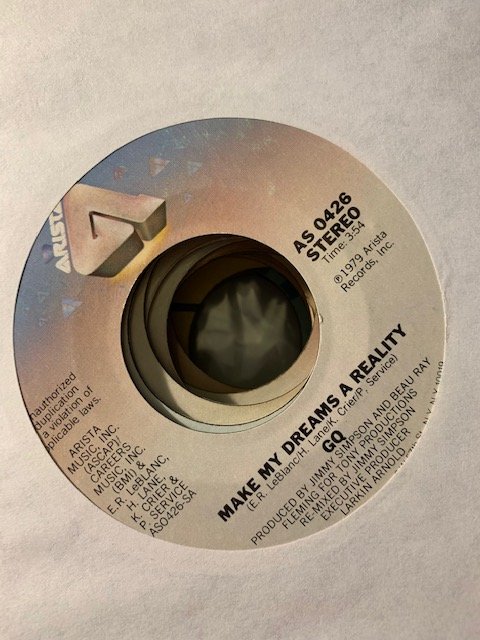 ARISTA
AS 0426
STEREO
Time: 3:54
℗1979 Arista
Records, Inc.
nauthorized
duplication
a violation of
plicable laws.
ARISTA
MUSIC, INC.
(ASCAP)/
CAREERS
MUSIC, INC.
(BMI) &
E.R. LeBLANC,
H. LANE,
K. CRIER &
P. SERVICE
AS0426-SA
MAKE MY DREAMS A REALITY
(E.R. LeBlanc/H. Lane/K. Crier/P. Service)
GQ
PRODUCED BY JIMMY SIMPSON AND BEAU RAY
FLEMING FOR TONY PRODUCTIONS
RE-MIXED BY JIMMY SIMPSON
EXECUTIVE PRODUCER
LARKIN ARNOLD